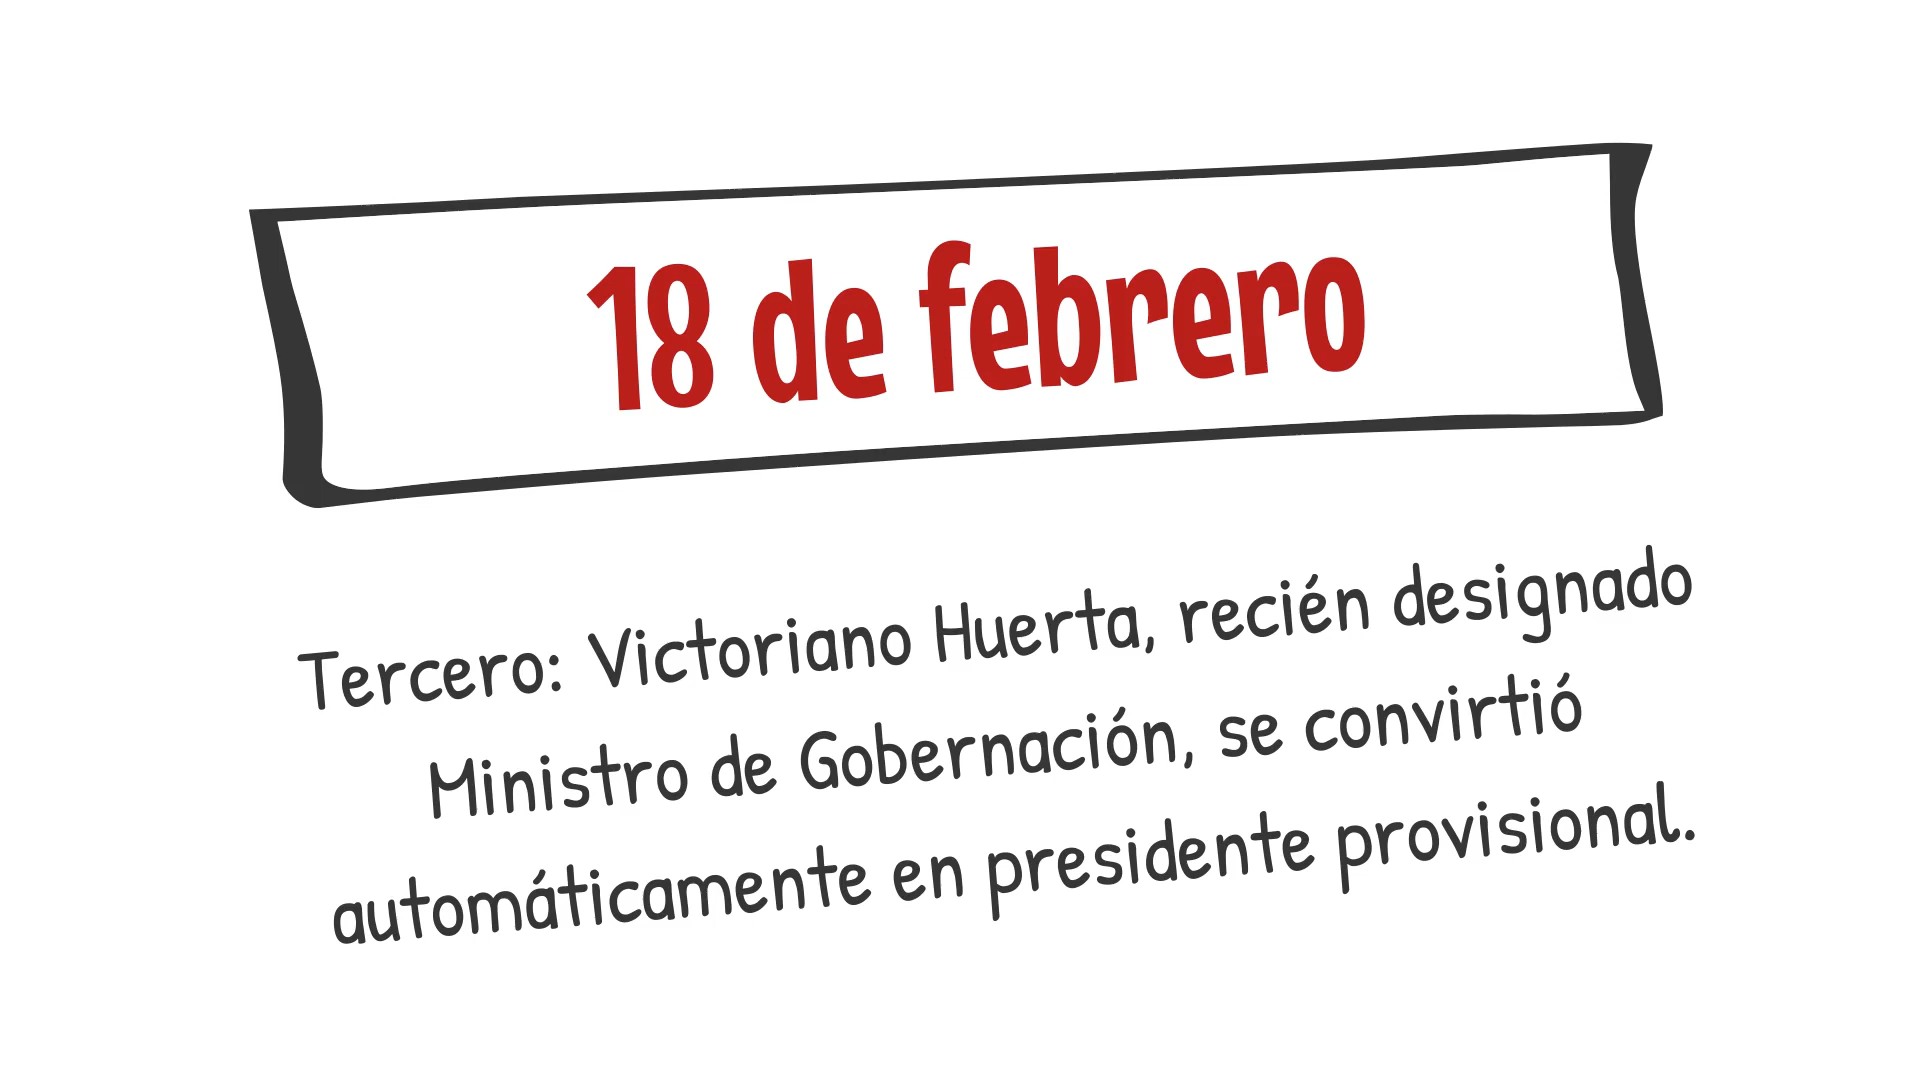 18 de febrero
Tercero: Victoriano Huerta, recién designado
Ministro de Gobernación, se convirtió
automáticamente en presidente provisional.